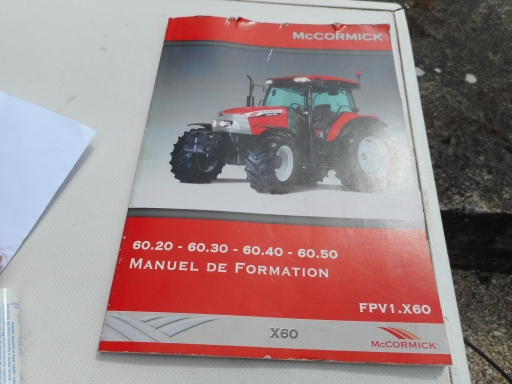 McCORMICK
60.20 - 60.30 - 60.40 - 60.50
MANUEL DE FORMATION
FPV1.X60
X60
McCORMICK